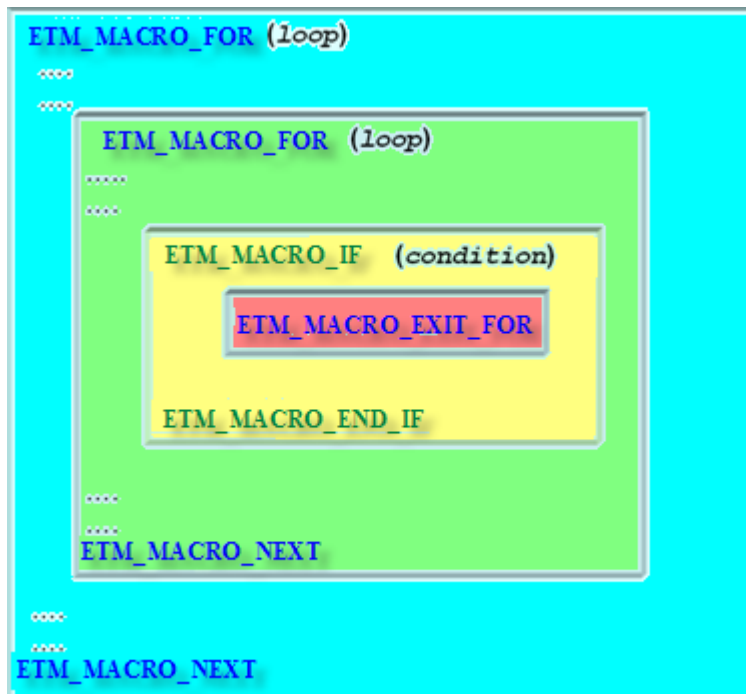 ETM_MACRO_FOR (loop)
....
....
ETM_MACRO_FOR (loop)
.....
....
ETM_MACRO_IF (condition)
ETM_MACRO_EXIT_FOR
ETM_MACRO_END_IF
....
....
ETM_MACRO_NEXT
....
....
ETM_MACRO_NEXT